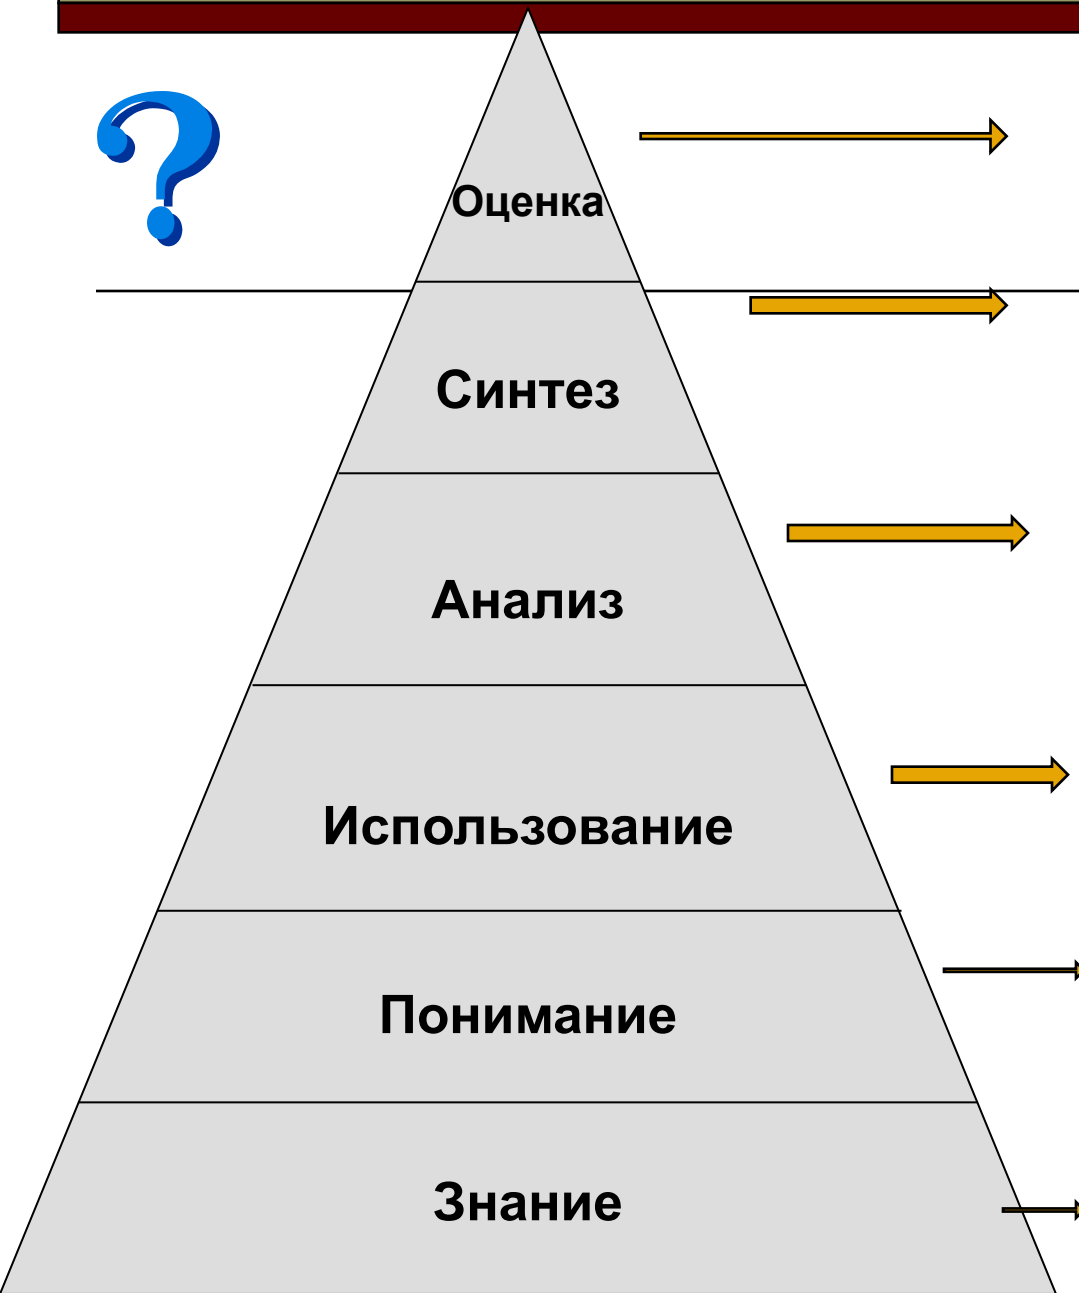 Оценка
Синтез
Анализ
Использование
Понимание
Знание